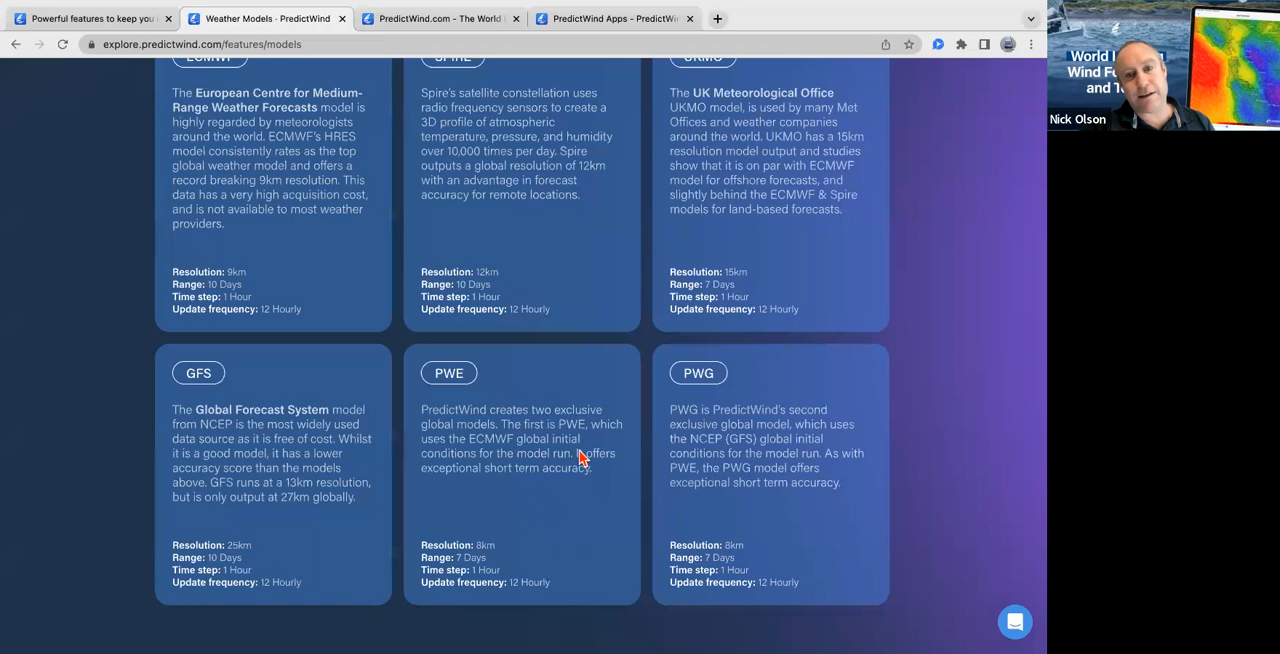 Powerful features to keep you
Weather Models · PredictWind
PredictWind.com - The World L
PredictWind Apps - PredictWi
explore.predictwind.com/features/models
World L
Wind Fo
and T
Nick Olson
ECMWF
The European Centre for Medium-
Range Weather Forecasts model is
highly regarded by meteorologists
around the world. ECMWF's HRES
model consistently rates as the top
global weather model and offers a
record breaking 9km resolution. This
data has a very high acquisition cost,
and is not available to most weather
providers.
Resolution: 9km
Range: 10 Days
Time step: 1 Hour
Update frequency: 12 Hourly
SPIRE
Spire's satellite constellation uses
radio frequency sensors to create a
3D profile of atmospheric
temperature, pressure, and humidity
over 10,000 times per day. Spire
outputs a global resolution of 12km
with an advantage in forecast
accuracy for remote locations.
Resolution: 12km
Range: 10 Days
Time step: 1 Hour
Update frequency: 12 Hourly
UKMO
The UK Meteorological Office
UKMO model, is used by many Met
Offices and weather companies
around the world. UKMO has a 15km
resolution model output and studies
show that it is on par with ECMWF
model for offshore forecasts, and
slightly behind the ECMWF & Spire
models for land-based forecasts.
Resolution: 15km
Range: 7 Days
Time step: 1 Hour
Update frequency: 12 Hourly
GFS
The Global Forecast System model
from NCEP is the most widely used
data source as it is free of cost. Whilst
it is a good model, it has a lower
accuracy score than the models
above. GFS runs at a 13km resolution,
but is only output at 27km globally.
Resolution: 25km
Range: 10 Days
Time step: 1 Hour
Update frequency: 12 Hourly
PWE
PredictWind creates two exclusive
global models. The first is PWE, which
uses the ECMWF global initial
conditions for the model run. It offers
exceptional short term accuracy.
Resolution: 8km
Range: 7 Days
Time step: 1 Hour
Update frequency: 12 Hourly
PWG
PWG is PredictWind's second
exclusive global model, which uses
the NCEP (GFS) global initial
conditions for the model run. As with
PWE, the PWG model offers
exceptional short term accuracy.
Resolution: 8km
Range: 7 Days
Time step: 1 Hour
Update frequency: 12 Hourly